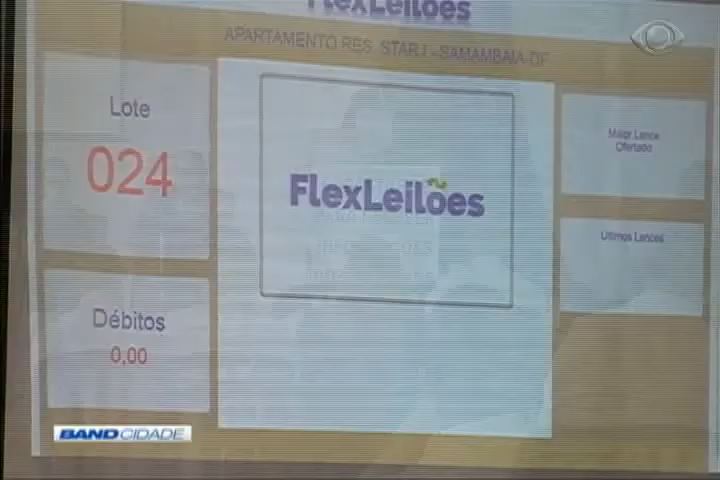 FlexLeilões
APARTAMENTO RES. STAR I - SAMAMBAIA-DF
Lote
024
FlexLeilões
Maior Lance
Ofertado
Últimos Lances
Débitos
0,00
BAND CIDADE